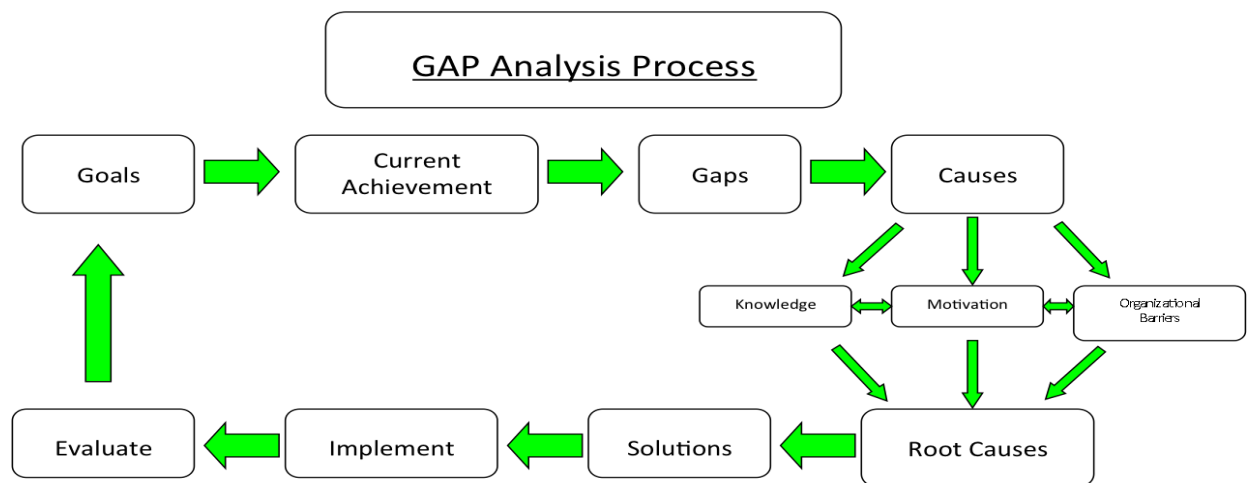 GAP Analysis Process
Goals
Current
Achievement
Gaps
Causes
Knowledge
Motivation
Organizational
Barriers
Evaluate
Implement
Solutions
Root Causes